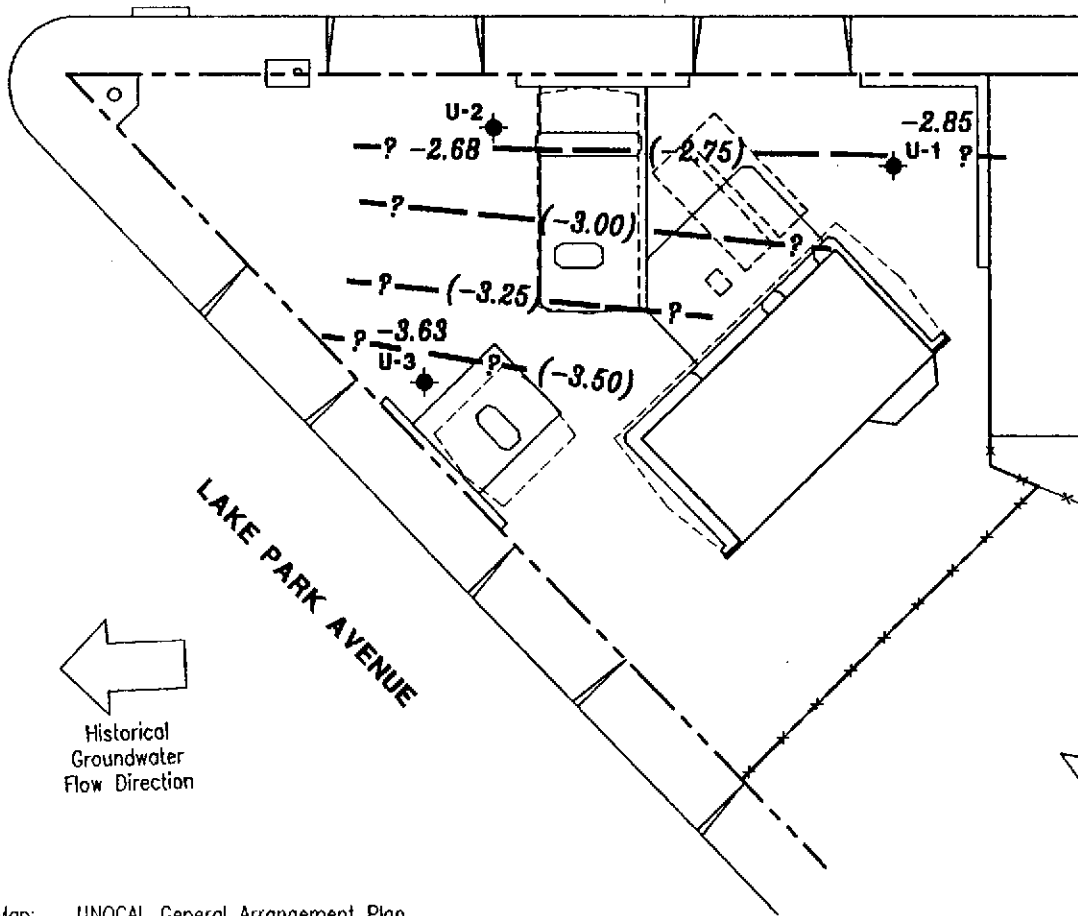 -2.85
U-2
U-1
? -2.68 (-2.75) ?
? (-3.00) ?
? (-3.25) ?
-3.63
? ? (-3.50)
U-3
LAKE PARK AVENUE
Historical
Groundwater
Flow Direction
Map: UNOCAL General Arrangement Plan